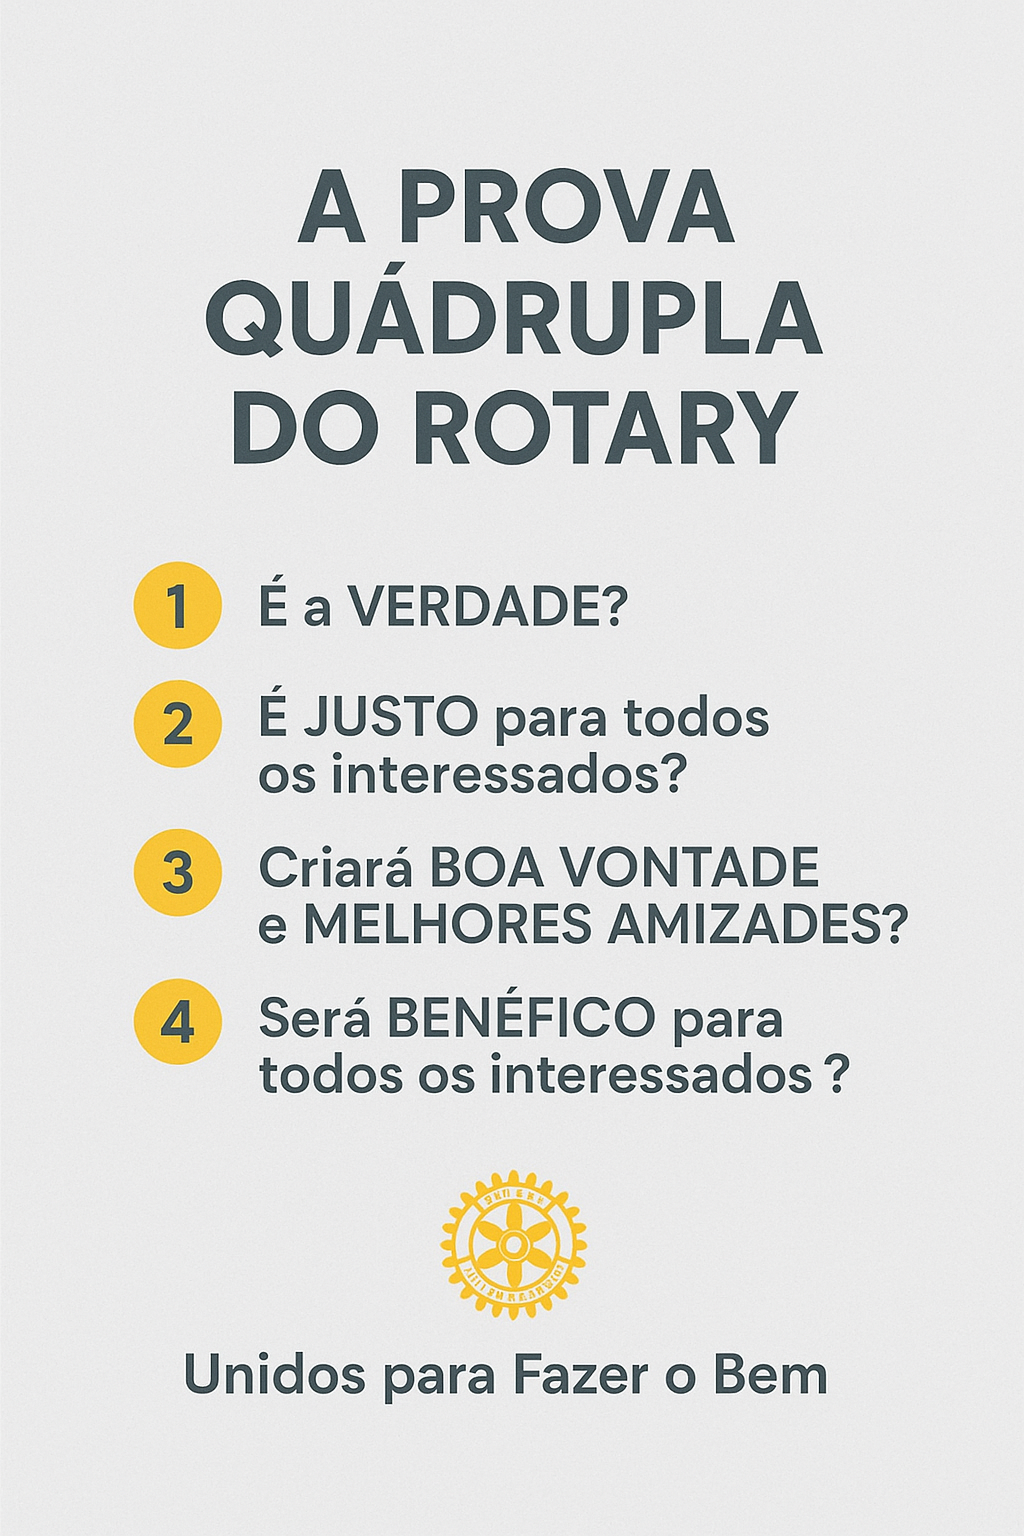 A PROVA
QUÁDRUPLA
DO ROTARY
1 É a VERDADE?
2 É JUSTO para todos
os interessados?
3 Criará BOA VONTADE
e MELHORES AMIZADES?
4 Será BENÉFICO para
todos os interessados ?
Unidos para Fazer o Bem